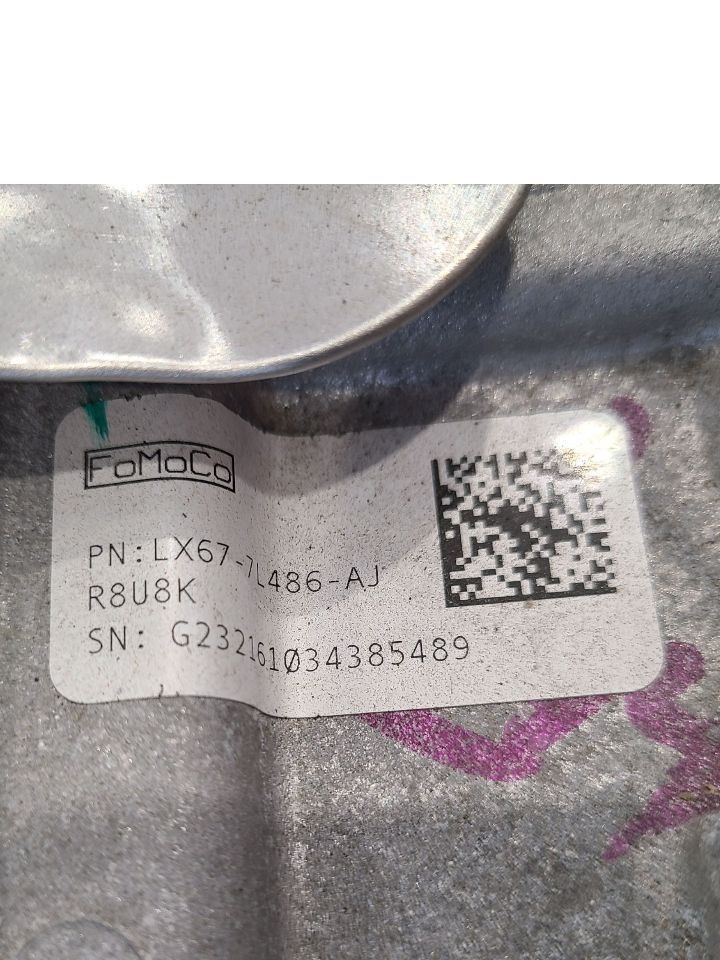 FoMoCo
PN:LX67-7L486-AJ
R8U8K
SN: G232161034385489